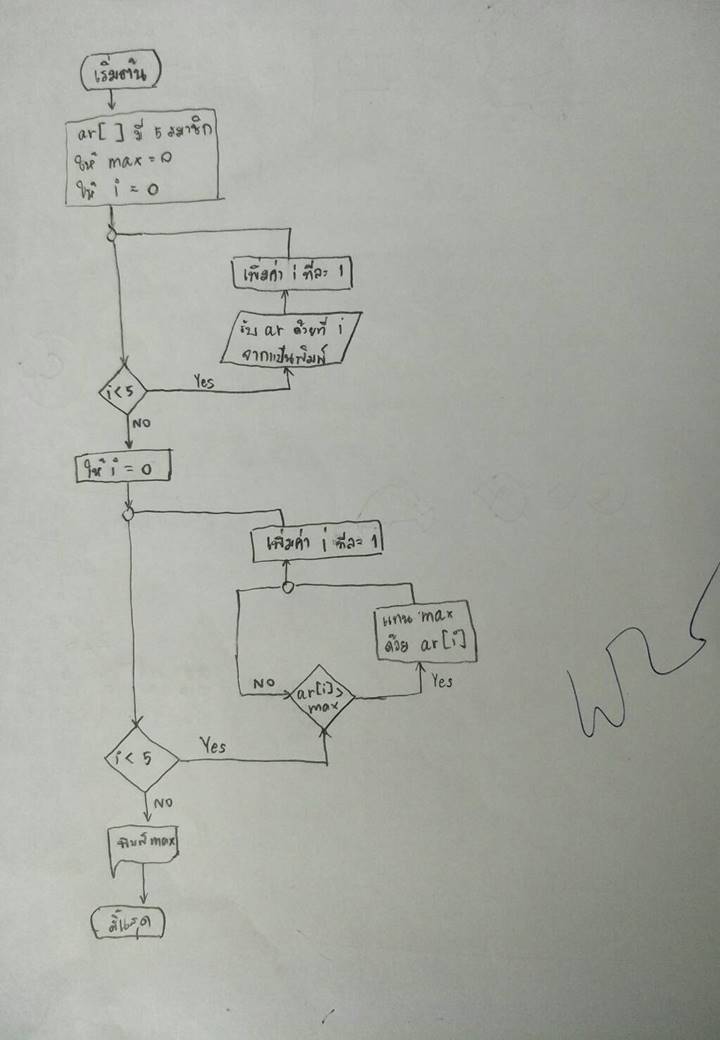 เริ่มต้น
ar[ ] มี 5 สมาชิก
ให้ max = 0
ให้ i = 0
เพิ่มค่า i ทีละ 1
รับ ar ตัวที่ i
จากแป้นพิมพ์
i < 5
Yes
NO
ให้ i = 0
เพิ่มค่า i ทีละ 1
แทน max
ด้วย ar[i]
NO
ar[i] >
max
Yes
i < 5
Yes
NO
พิมพ์ max
สิ้นสุด